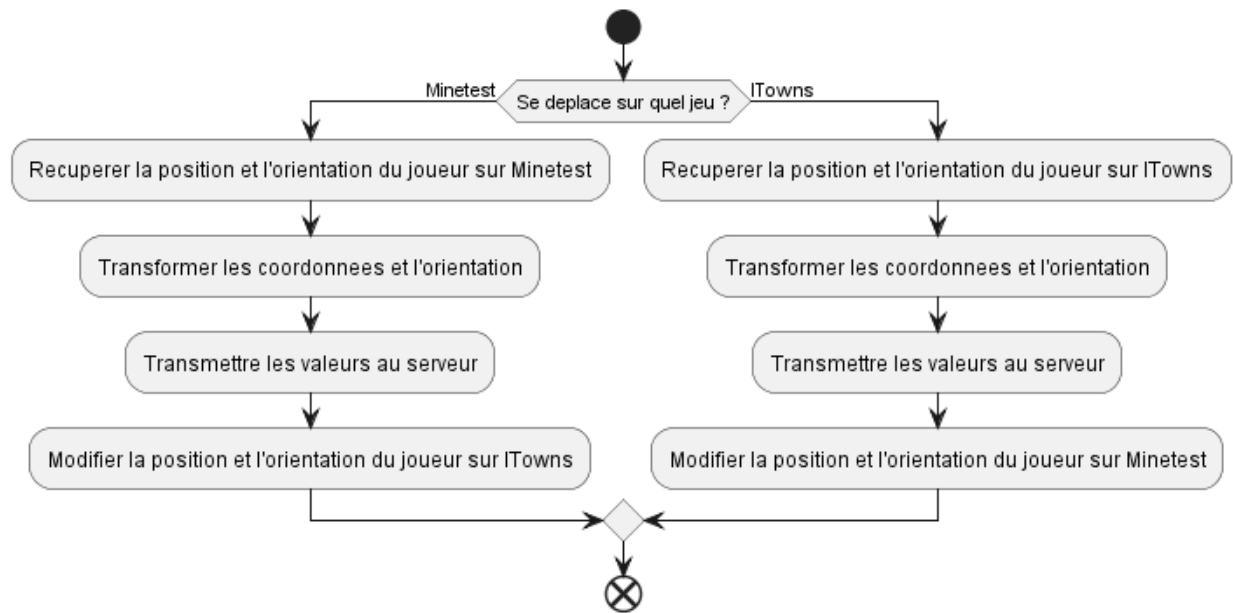 Minetest
Se deplace sur quel jeu ?
ITowns
Recuperer la position et l'orientation du joueur sur Minetest
Transformer les coordonnees et l'orientation
Transmettre les valeurs au serveur
Modifier la position et l'orientation du joueur sur ITowns
Recuperer la position et l'orientation du joueur sur ITowns
Transformer les coordonnees et l'orientation
Transmettre les valeurs au serveur
Modifier la position et l'orientation du joueur sur Minetest